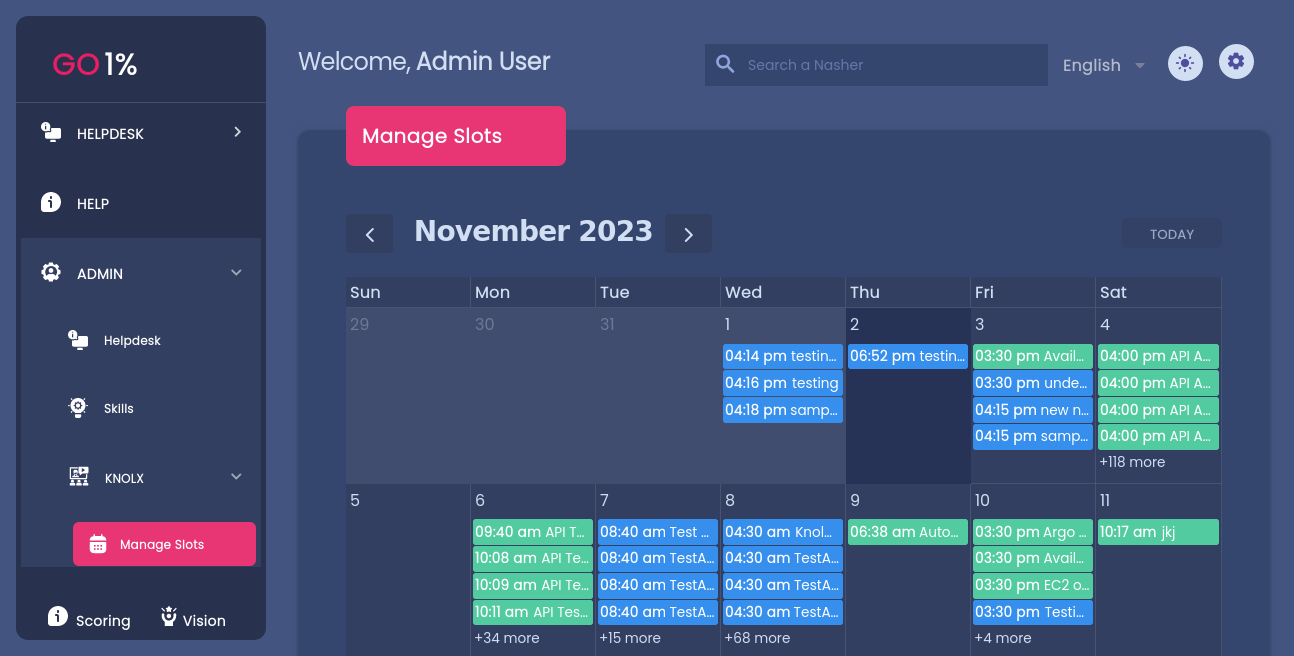 GO 1%
HELPDESK
HELP
ADMIN
Helpdesk
Skills
KNOLX
Manage Slots
Scoring Vision
Welcome, Admin User
Search a Nasher
English
Manage Slots
November 2023
TODAY
Sun Mon Tue Wed Thu Fri Sat
29 30 31 1 2 3 4
04:14 pm testin...
04:16 pm testing
04:18 pm samp...
06:52 pm testin...
03:30 pm Avail...
03:30 pm unde...
04:15 pm new n...
04:15 pm samp...
04:00 pm API A...
04:00 pm API A...
04:00 pm API A...
04:00 pm API A...
+118 more
5 6 7 8 9 10 11
09:40 am API T...
10:08 am API Te...
10:09 am API Te...
10:11 am API Tes...
+34 more
08:40 am Test ...
08:40 am TestA...
08:40 am TestA...
08:40 am TestA...
+15 more
04:30 am Knol...
04:30 am TestA...
04:30 am TestA...
04:30 am TestA...
+68 more
06:38 am Auto...
03:30 pm Argo ...
03:30 pm Avail...
03:30 pm EC2 o...
03:30 pm Testi...
+4 more
10:17 am jkj